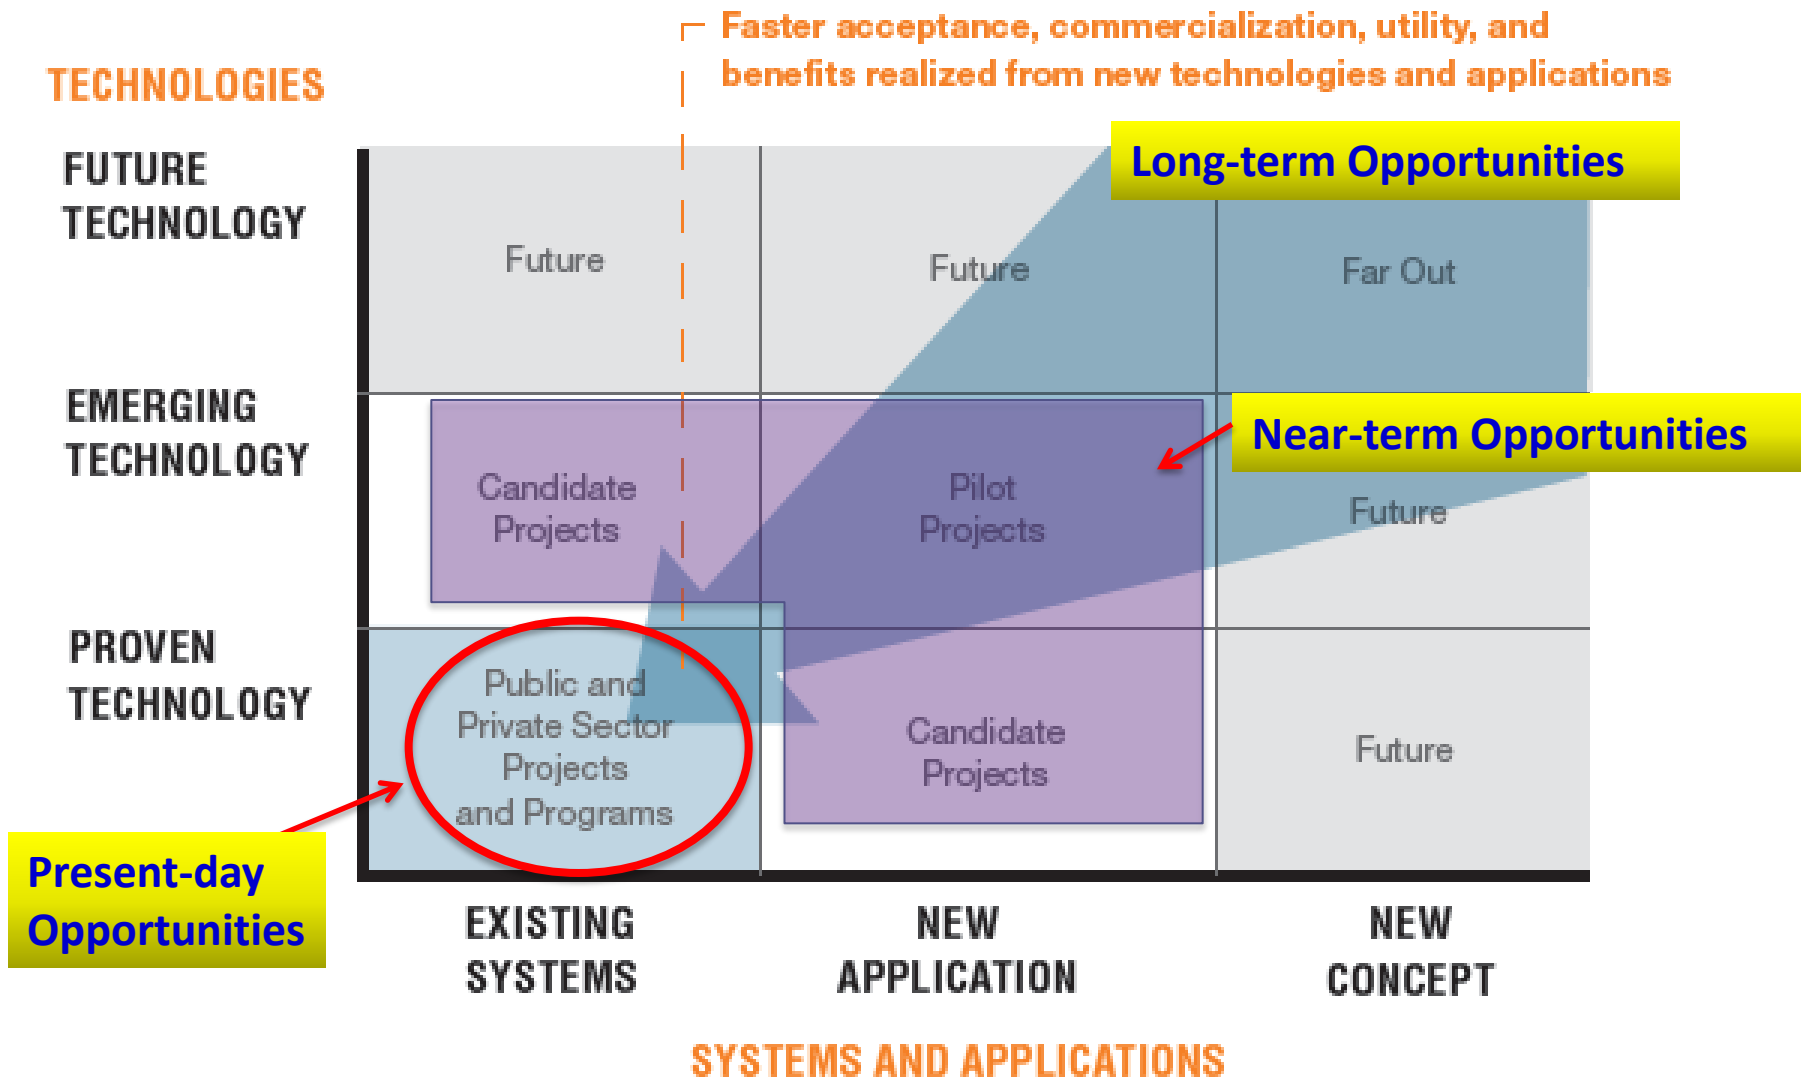 Faster acceptance, commercialization, utility, and
benefits realized from new technologies and applications
TECHNOLOGIES
Long-term Opportunities
FUTURE
TECHNOLOGY
Future
Future
Far Out
EMERGING
TECHNOLOGY
Near-term Opportunities
Candidate
Projects
Pilot
Projects
Future
PROVEN
TECHNOLOGY
Public and
Private Sector
Projects
and Programs
Candidate
Projects
Future
Present-day
Opportunities
EXISTING
SYSTEMS
NEW
APPLICATION
NEW
CONCEPT
SYSTEMS AND APPLICATIONS